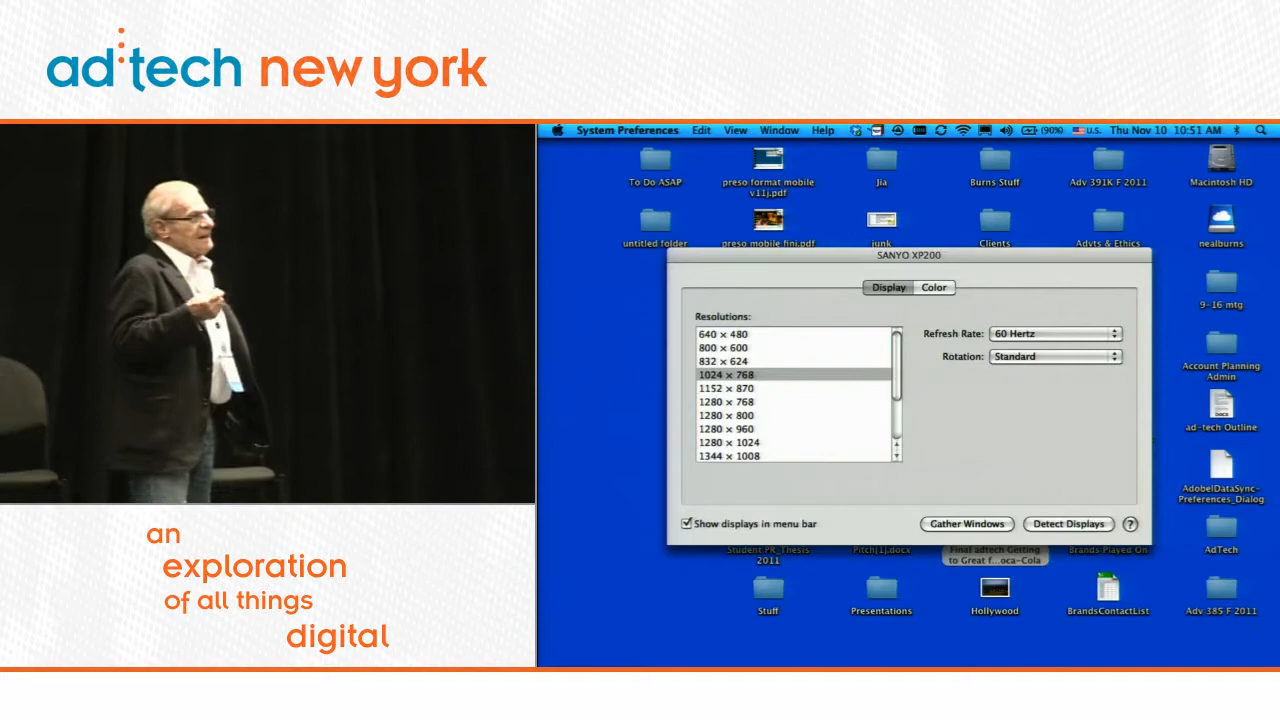 ad:tech new york
System Preferences Edit View Window Help (90%) U.S. Thu Nov 10 10:51 AM
To Do ASAP
preso format mobile
v11j.pdf
Jia
Burns Stuff
Adv 391K F 2011
Macintosh HD
untitled folder
preso mobile fini.pdf
junk
Clients
Advts & Ethics
nealburns
SANYO XP200
Display Color
Resolutions:
640 × 480
800 × 600
832 × 624
1024 × 768
1152 × 870
1280 × 768
1280 × 800
1280 × 960
1280 × 1024
1344 × 1008
Refresh Rate: 60 Hertz
Rotation: Standard
Show displays in menu bar
Gather Windows Detect Displays ?
9-16 mtg
Account Planning
Admin
DOCX
ad-tech Outline
AdobelDataSync-
Preferences_Dialog
Student PR_Thesis
2011
Pitch[1].docx
Final adtech Getting
to Great f...oca-Cola
Brands Played On
AdTech
Stuff
Presentations
Hollywood
BrandsContactList
Adv 385 F 2011
an
exploration
of all things
digital